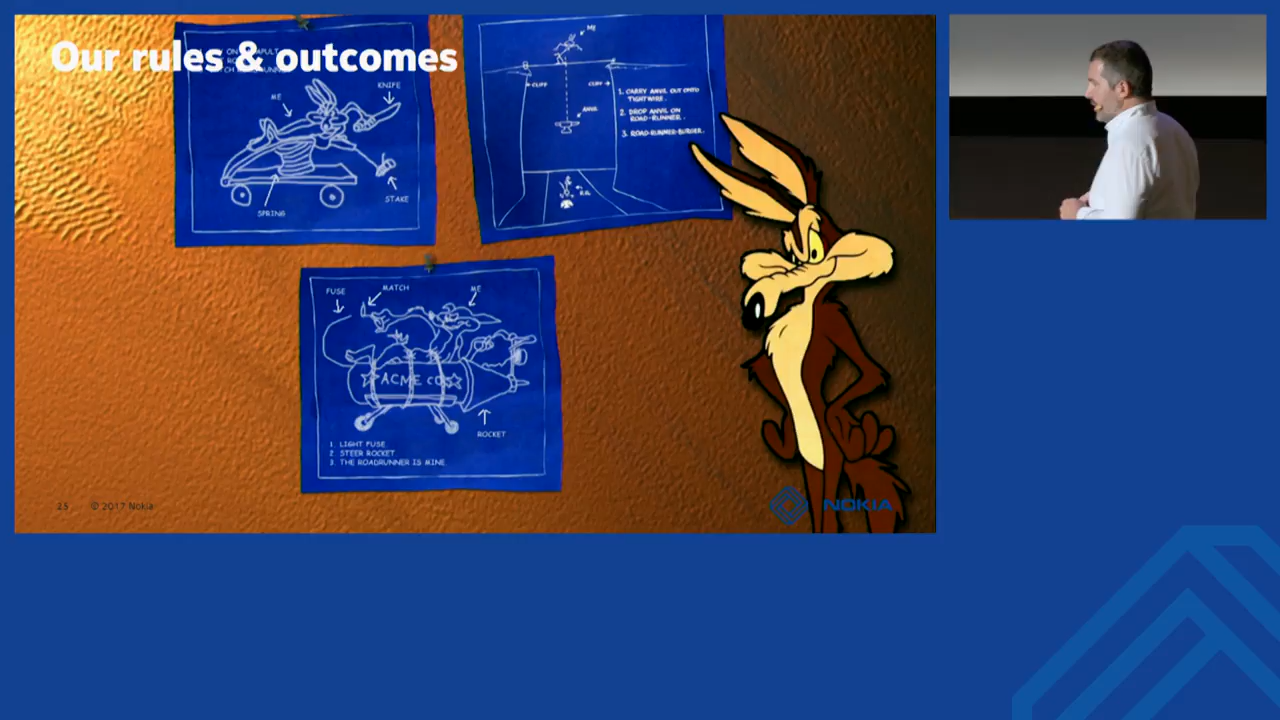 Our rules & outcomes
ME
KNIFE
SPRING
STAKE
ME
CLIFF
CLIFF
ANVIL
1. CARRY ANVIL OUT ONTO
TIGHTWIRE.
2. DROP ANVIL ON
ROAD-RUNNER.
3. ROAD-RUNNER-BURGER.
R.R.
FUSE
MATCH
ME
ACME CO
ROCKET
1. LIGHT FUSE
2. STEER ROCKET
3. THE ROADRUNNER IS MINE
25 © 2017 Nokia
NOKIA